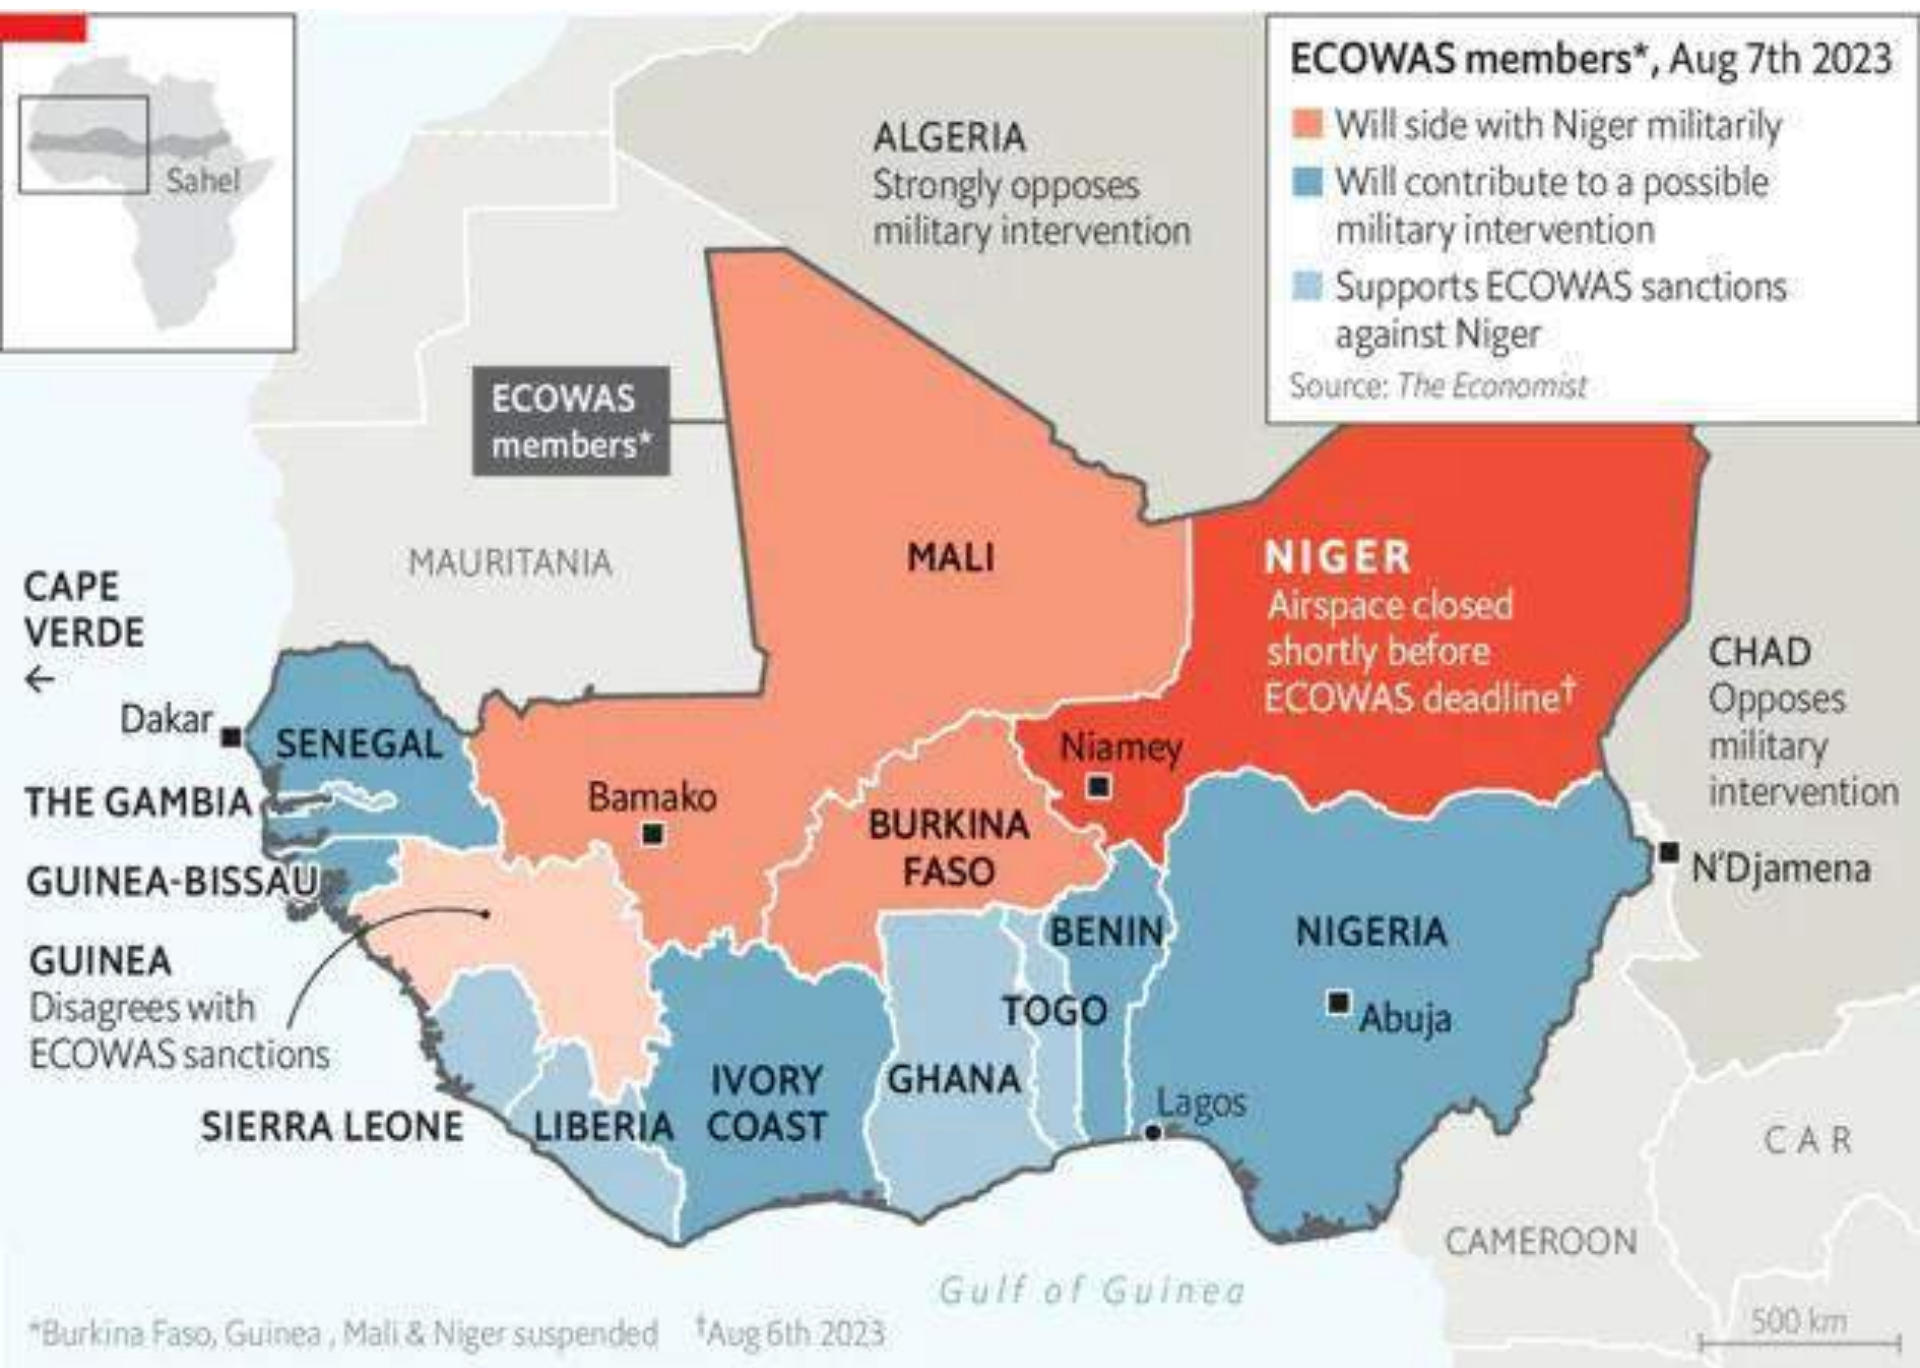 Sahel
ECOWAS members*, Aug 7th 2023
Will side with Niger militarily
Will contribute to a possible
military intervention
Supports ECOWAS sanctions
against Niger
Source: The Economist
ALGERIA
Strongly opposes
military intervention
ECOWAS
members*
MAURITANIA
MALI
NIGER
Airspace closed
shortly before
ECOWAS deadline†
CAPE
VERDE
←
CHAD
Opposes
military
intervention
Dakar
SENEGAL
Niamey
THE GAMBIA
Bamako
BURKINA
FASO
GUINEA-BISSAU
N'Djamena
BENIN
NIGERIA
GUINEA
Disagrees with
ECOWAS sanctions
TOGO
Abuja
IVORY
COAST
GHANA
SIERRA LEONE
LIBERIA
Lagos
CAR
CAMEROON
Gulf of Guinea
*Burkina Faso, Guinea , Mali & Niger suspended †Aug 6th 2023
500 km